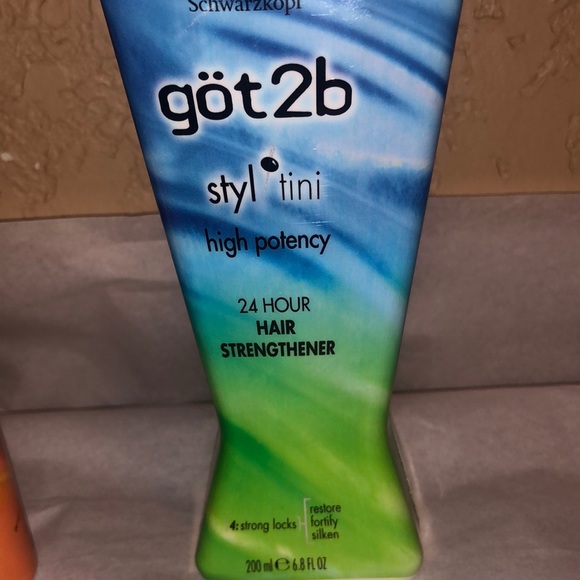 Schwarzkopf
göt2b
styl tini
high potency
24 HOUR
HAIR
STRENGTHENER
4: strong locks
restore
fortify
silken
200 ml ℮ 6.8 FL OZ